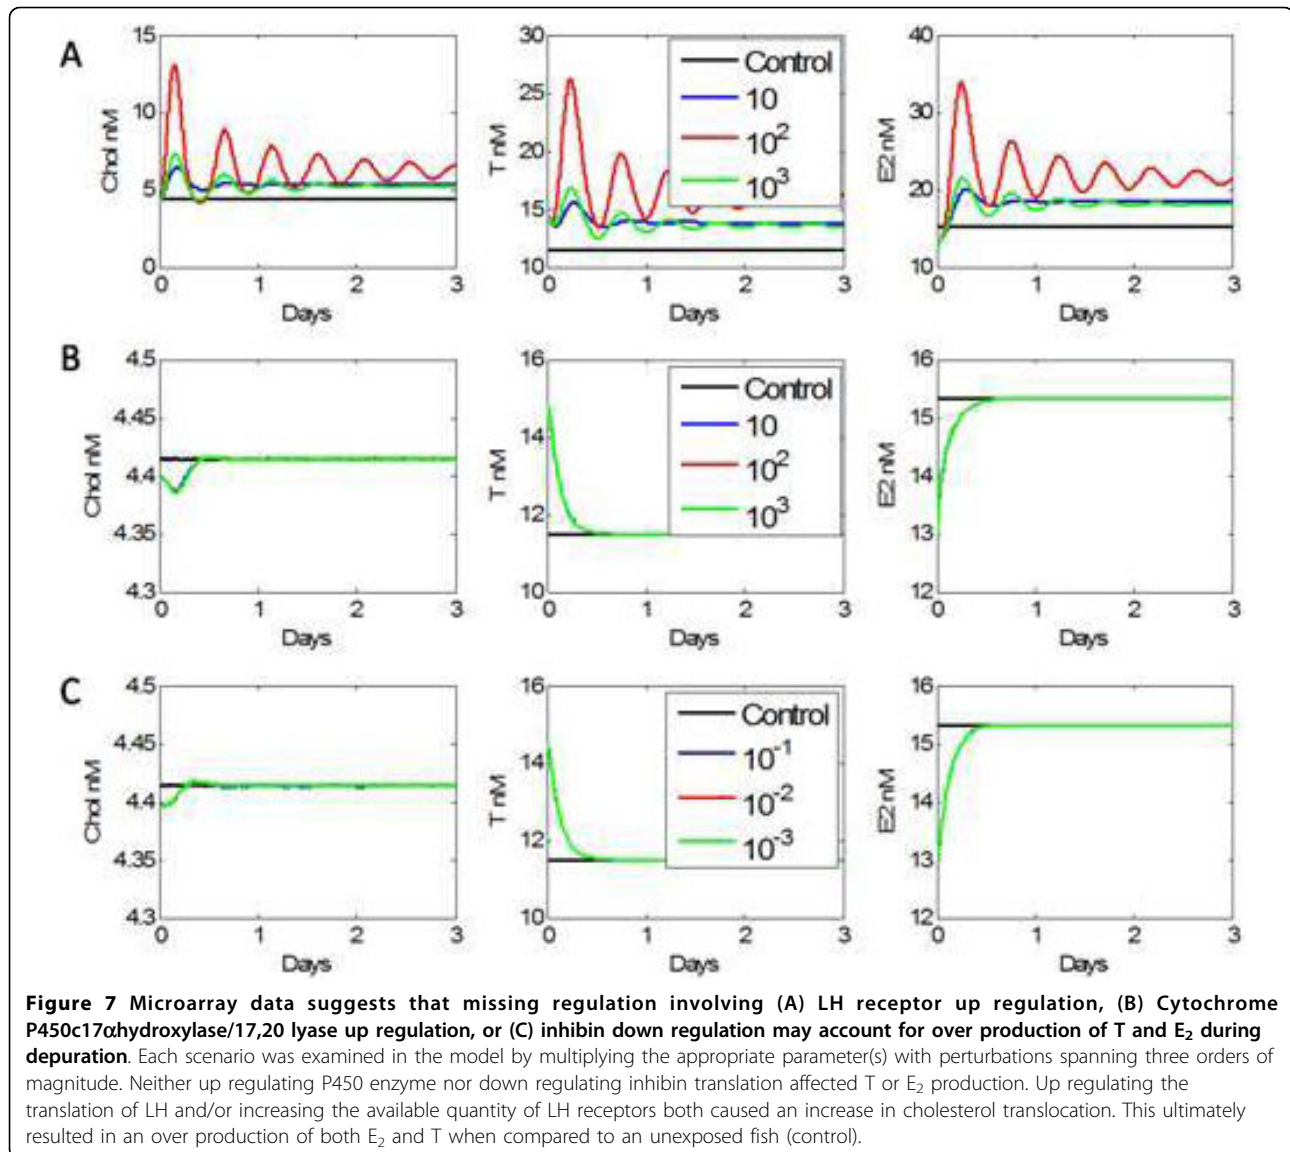 A
15
10
5
0
Chol nM
0 1 2 3
Days
30
25
20
15
10
T nM
0 1 2 3
Days
Control
10
10²
10³
40
30
20
10
E2 nM
0 1 2 3
Days
B
4.5
4.45
4.4
4.35
4.3
Chol nM
0 1 2 3
Days
16
14
12
10
T nM
0 1 2 3
Days
Control
10
10²
10³
16
15
14
13
12
E2 nM
0 1 2 3
Days
C
4.5
4.45
4.4
4.35
4.3
Chol nM
0 1 2 3
Days
16
14
12
10
T nM
0 1 2 3
Days
Control
10⁻¹
10⁻²
10⁻³
16
15
14
13
12
E2 nM
0 1 2 3
Days
Figure 7 Microarray data suggests that missing regulation involving (A) LH receptor up regulation, (B) Cytochrome
P450c17αhydroxylase/17,20 lyase up regulation, or (C) inhibin down regulation may account for over production of T and E₂ during
depuration. Each scenario was examined in the model by multiplying the appropriate parameter(s) with perturbations spanning three orders of
magnitude. Neither up regulating P450 enzyme nor down regulating inhibin translation affected T or E₂ production. Up regulating the
translation of LH and/or increasing the available quantity of LH receptors both caused an increase in cholesterol translocation. This ultimately
resulted in an over production of both E₂ and T when compared to an unexposed fish (control).